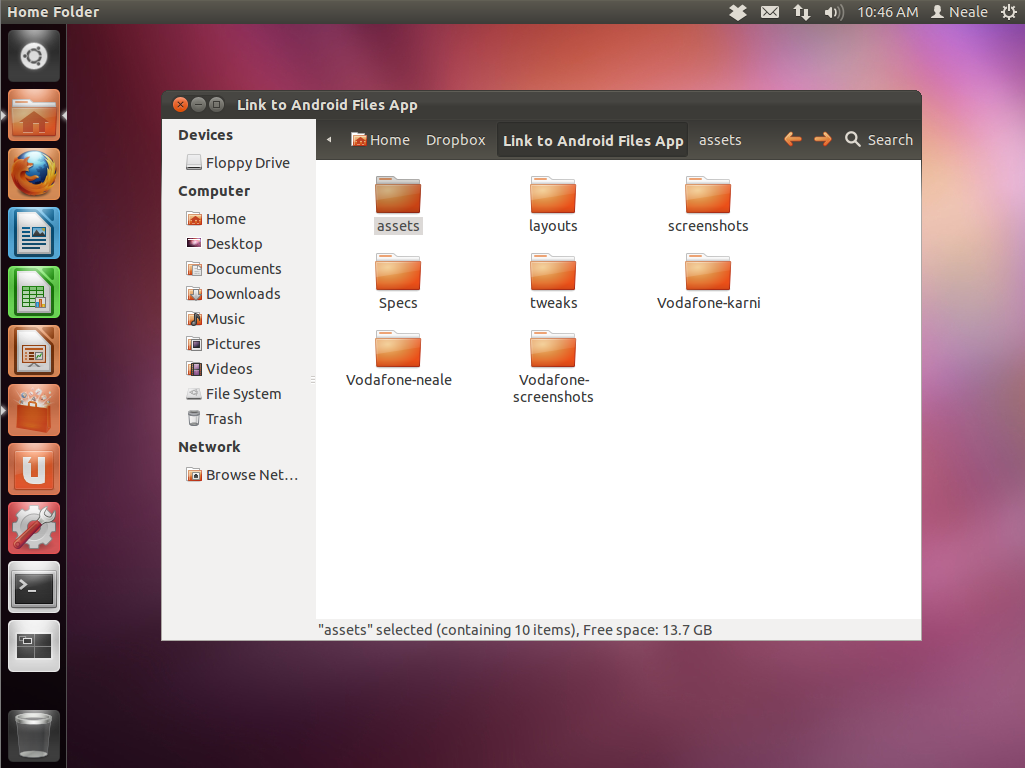 Home Folder
10:46 AM
Neale
Link to Android Files App
Devices
Floppy Drive
Computer
Home
Desktop
Documents
Downloads
Music
Pictures
Videos
File System
Trash
Network
Browse Net…
Home
Dropbox
Link to Android Files App
assets
Search
assets
layouts
screenshots
Specs
tweaks
Vodafone-karni
Vodafone-neale
Vodafone-
screenshots
"assets" selected (containing 10 items), Free space: 13.7 GB